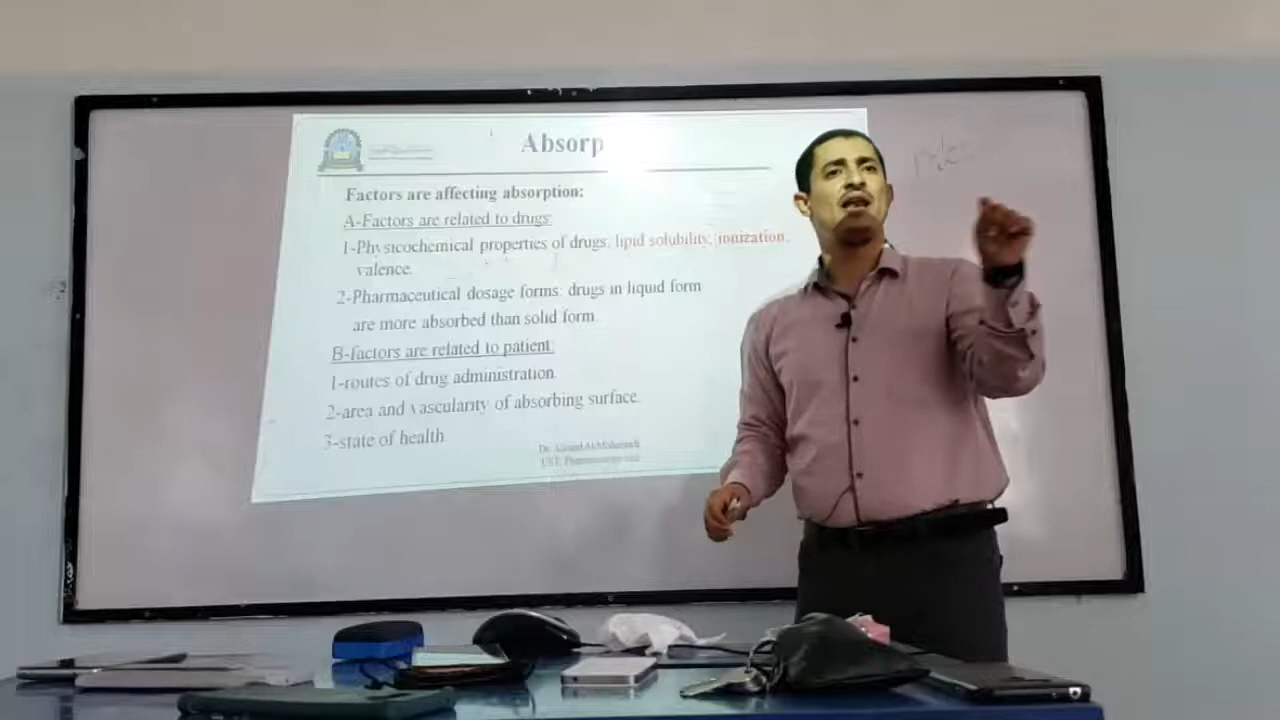 Absorp
Factors are affecting absorption:
A-Factors are related to drugs:
1-Physicochemical properties of drugs, lipid solubility, ionization,
valence.
2-Pharmaceutical dosage forms: drugs in liquid form
are more absorbed than solid form.
B-factors are related to patient:
1-routes of drug administration.
2-area and vascularity of absorbing surface.
3-state of health.
Dr.
UST,